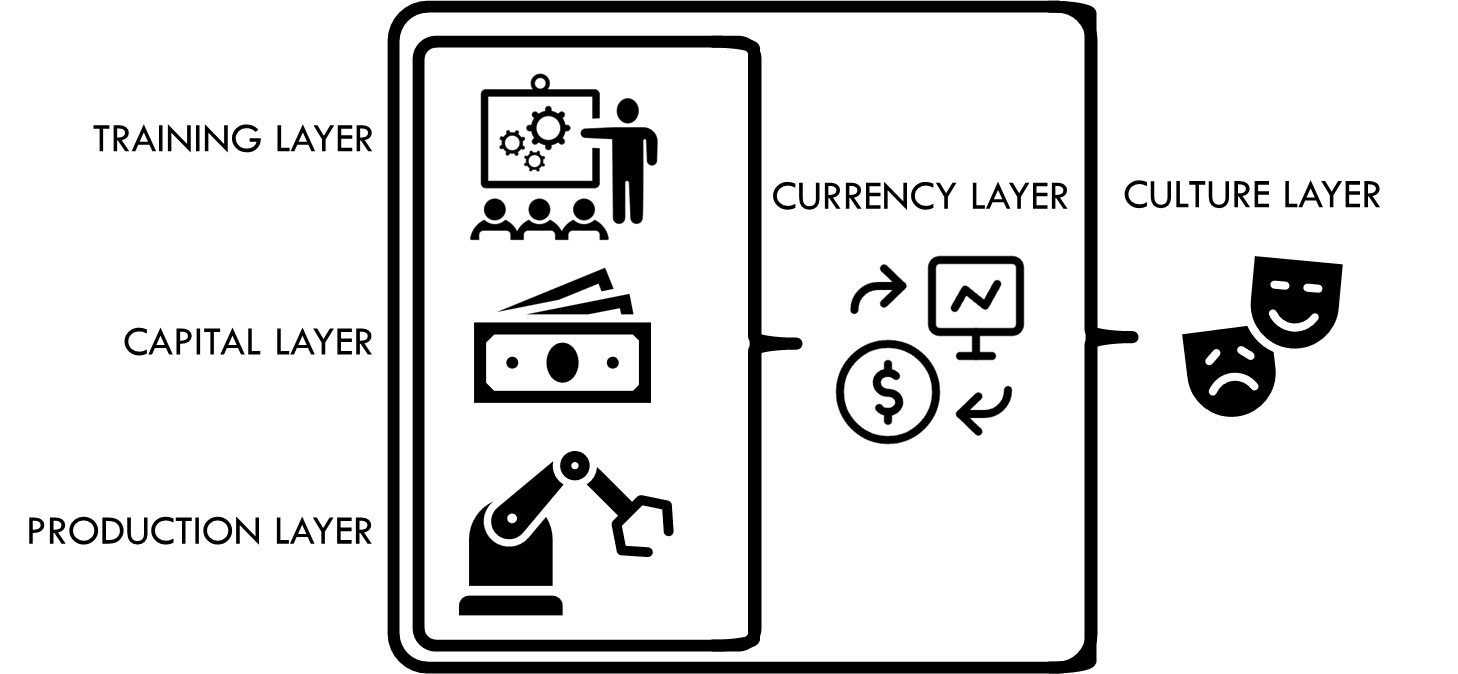 TRAINING LAYER
CURRENCY LAYER
CULTURE LAYER
CAPITAL LAYER
$
PRODUCTION LAYER